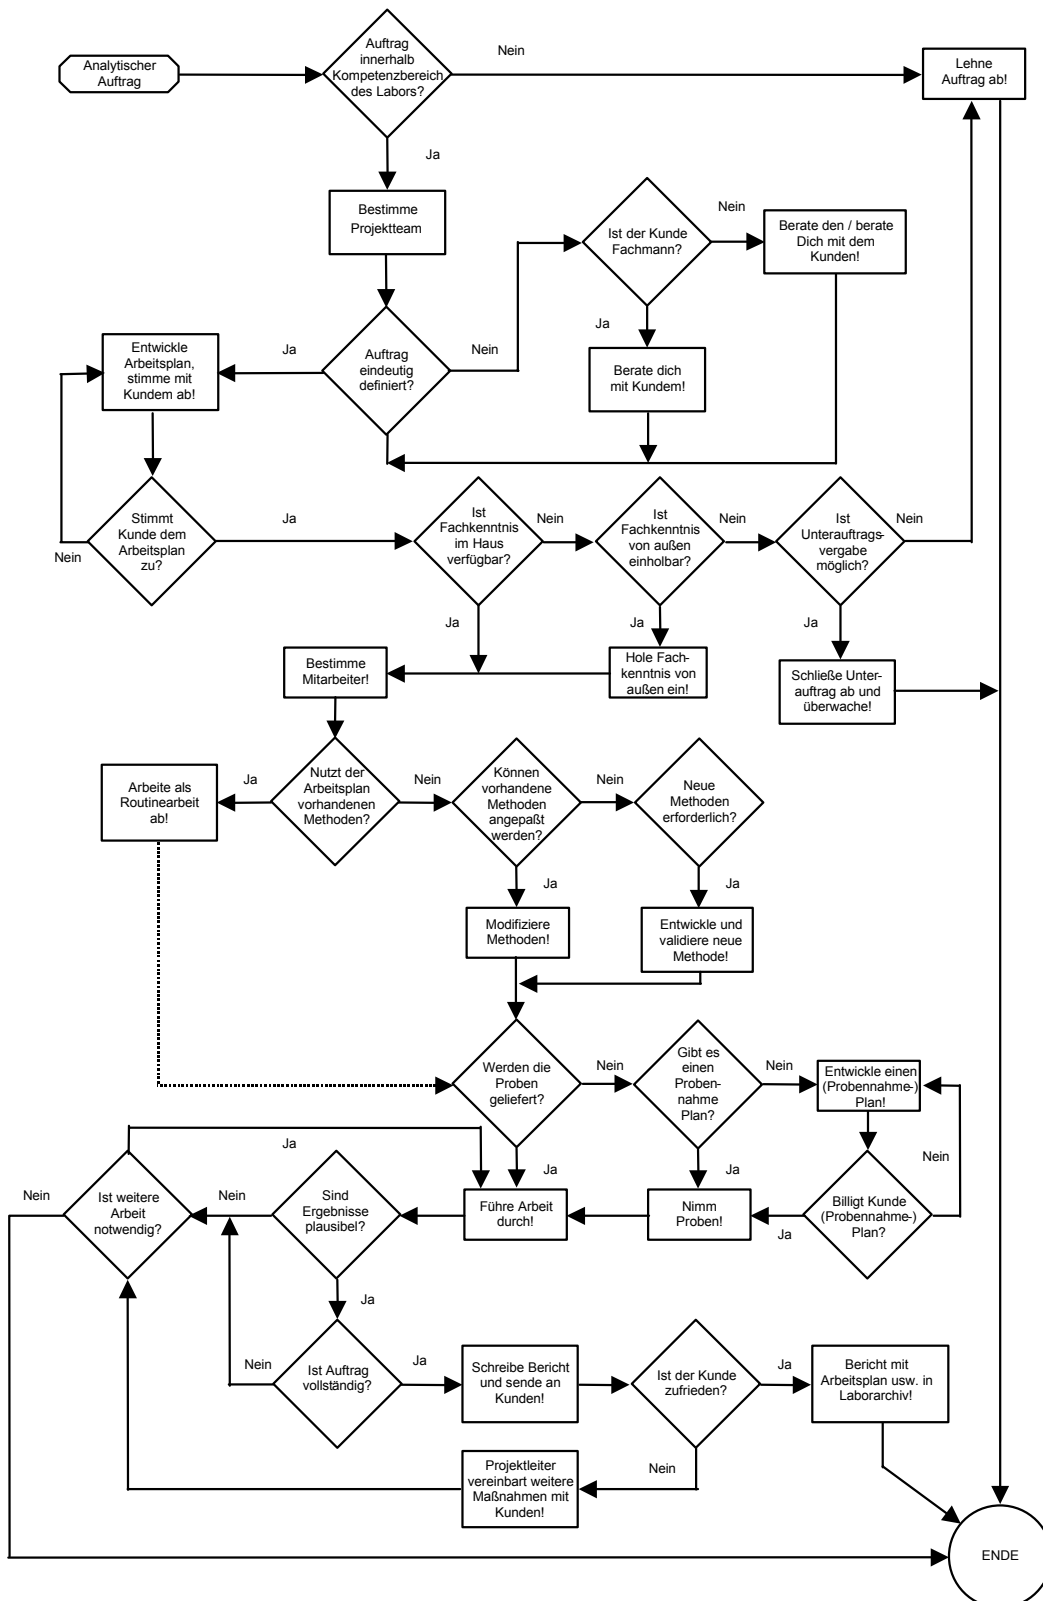 Analytischer
Auftrag
Auftrag
innerhalb
Kompetenzbereich
des Labors?
Nein
Lehne
Auftrag ab!
Ja
Bestimme
Projektteam
Ist der Kunde
Fachmann?
Nein
Berate den / berate
Dich mit dem
Kunden!
Ja
Berate dich
mit Kundem!
Entwickle
Arbeitsplan,
stimme mit
Kundem ab!
Ja
Auftrag
eindeutig
definiert?
Nein
Stimmt
Kunde dem
Arbeitsplan
zu?
Nein
Ja
Ist
Fachkenntnis
im Haus
verfügbar?
Nein
Ist
Fachkenntnis
von außen
einholbar?
Nein
Ist
Unterauftrags-
vergabe
möglich?
Nein
Ja
Ja
Ja
Bestimme
Mitarbeiter!
Hole Fach-
kenntnis von
außen ein!
Schließe Unter-
auftrag ab und
überwache!
Arbeite als
Routinearbeit
ab!
Ja
Nutzt der
Arbeitsplan
vorhandenen
Methoden?
Nein
Können
vorhandene
Methoden
angepaßt
werden?
Nein
Neue
Methoden
erforderlich?
Ja
Ja
Modifiziere
Methoden!
Entwickle und
validiere neue
Methode!
Werden die
Proben
geliefert?
Nein
Gibt es
einen
Proben-
nahme
Plan?
Nein
Entwickle einen
(Probennahme-)
Plan!
Ja
Ja
Nein
Nein
Ist weitere
Arbeit
notwendig?
Ja
Nein
Sind
Ergebnisse
plausibel?
Führe Arbeit
durch!
Nimm
Proben!
Ja
Billigt Kunde
(Probennahme-)
Plan?
Ja
Nein
Ist Auftrag
vollständig?
Ja
Schreibe Bericht
und sende an
Kunden!
Ist der Kunde
zufrieden?
Ja
Bericht mit
Arbeitsplan usw. in
Laborarchiv!
Nein
Projektleiter
vereinbart weitere
Maßnahmen mit
Kunden!
ENDE